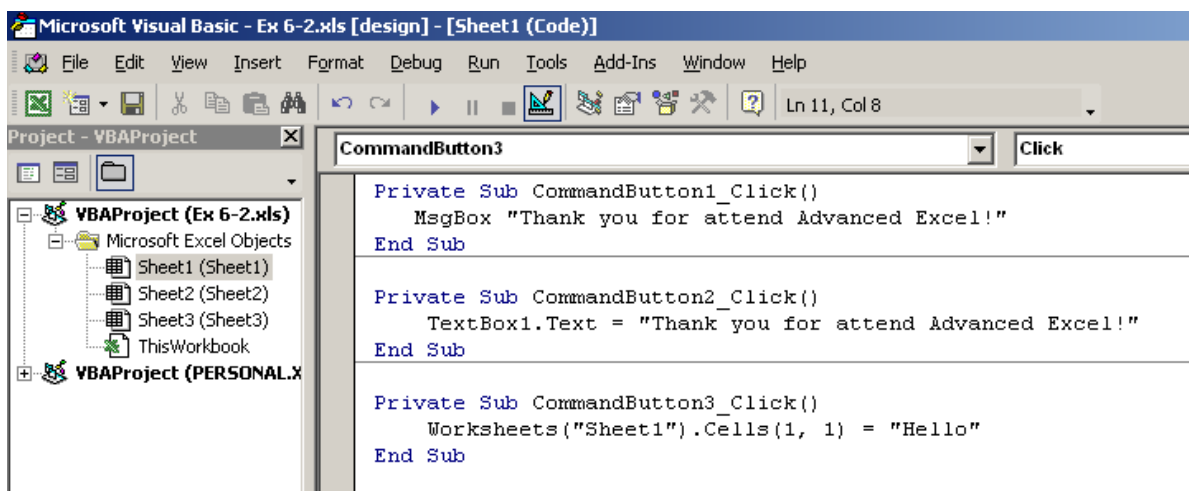 Microsoft Visual Basic - Ex 6-2.xls [design] - [Sheet1 (Code)]
File Edit View Insert Format Debug Run Tools Add-Ins Window Help
Ln 11, Col 8
Project - VBAProject
VBAProject (Ex 6-2.xls)
Microsoft Excel Objects
Sheet1 (Sheet1)
Sheet2 (Sheet2)
Sheet3 (Sheet3)
ThisWorkbook
VBAProject (PERSONAL.X
CommandButton3 Click
Private Sub CommandButton1_Click()
MsgBox "Thank you for attend Advanced Excel!"
End Sub
Private Sub CommandButton2_Click()
TextBox1.Text = "Thank you for attend Advanced Excel!"
End Sub
Private Sub CommandButton3_Click()
Worksheets("Sheet1").Cells(1, 1) = "Hello"
End Sub